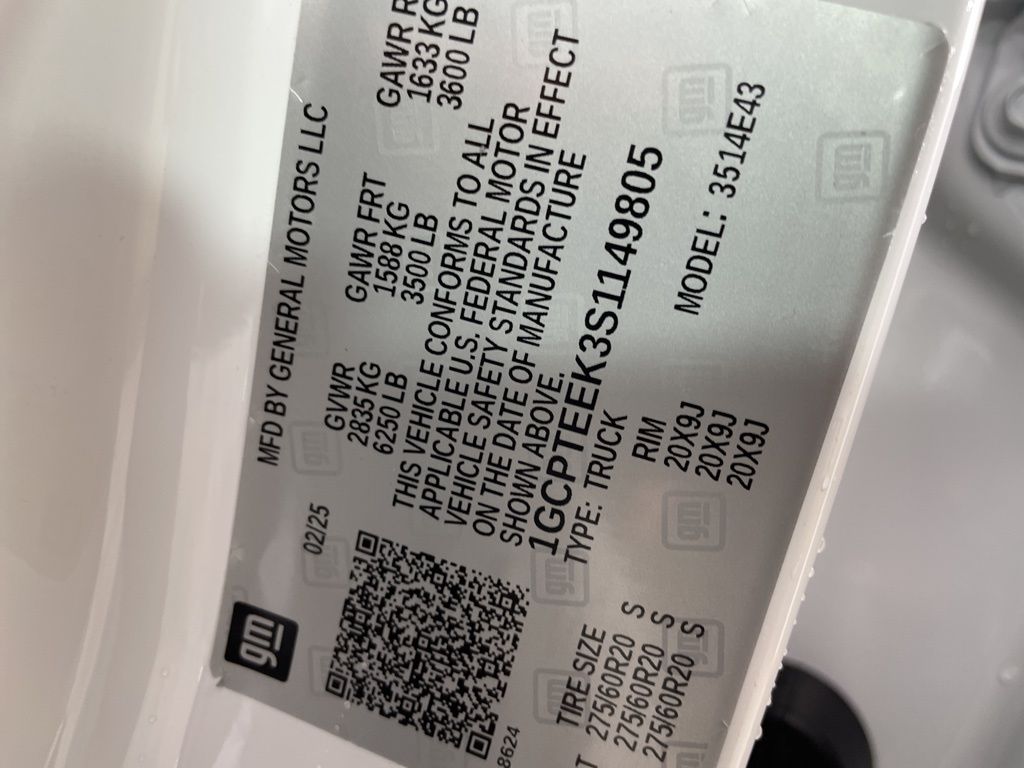 gm
02/25
MFD BY GENERAL MOTORS LLC
GVWR GAWR FRT GAWR R
2835 KG 1588 KG 1633 KG
6250 LB 3500 LB 3600 LB
THIS VEHICLE CONFORMS TO ALL
APPLICABLE U.S. FEDERAL MOTOR
VEHICLE SAFETY STANDARDS IN EFFECT
ON THE DATE OF MANUFACTURE
SHOWN ABOVE.
1GCPTEEK3S1149805
TYPE: TRUCK
MODEL: 3514E43
8624
TIRE SIZE RIM
275/60R20 S 20X9J
275/60R20 S 20X9J
275/60R20 S 20X9J